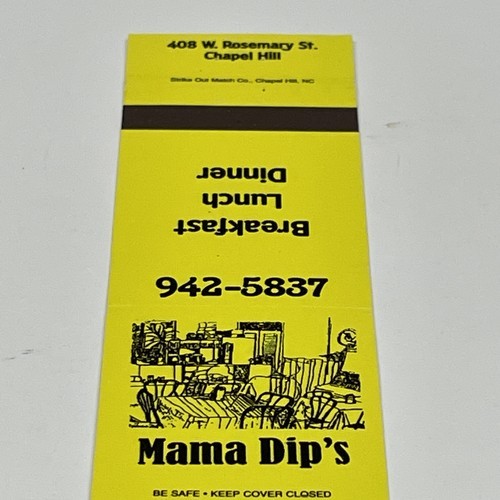 408 W. Rosemary St.
Chapel Hill
Strike Out Match Co., Chapel Hill, NC
Breakfast
Lunch
Dinner
942-5837
Mama Dip's
BE SAFE • KEEP COVER CLOSED